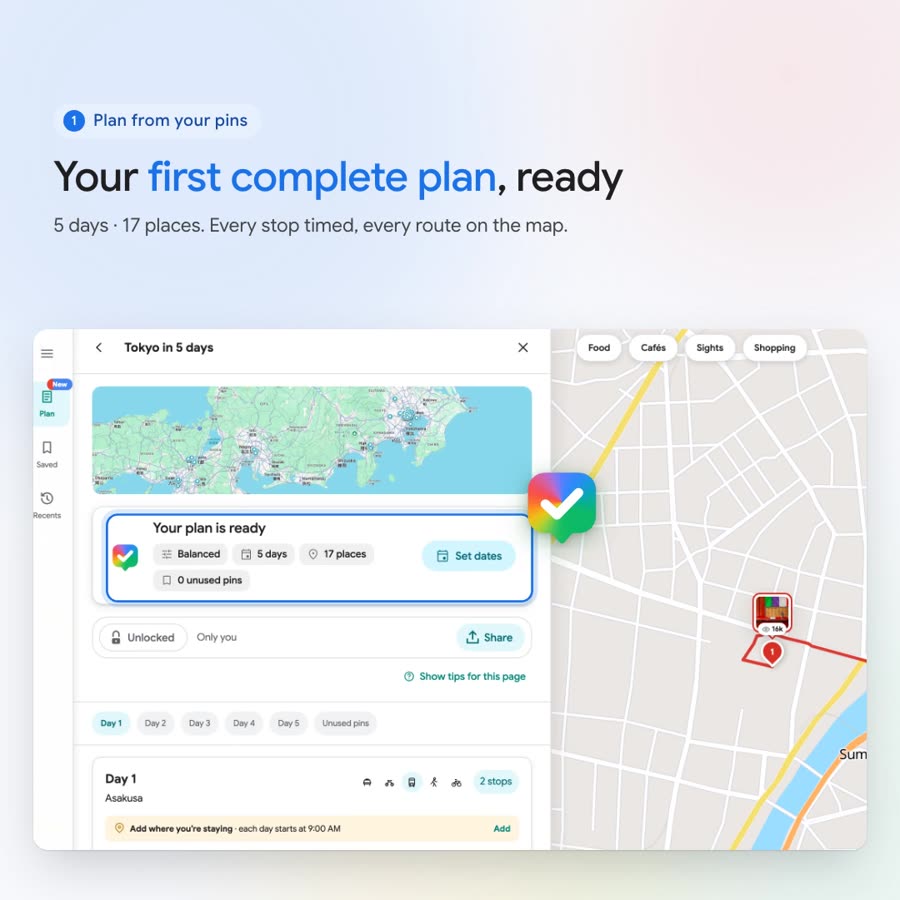 1 Plan from your pins
Your first complete plan, ready
5 days · 17 places. Every stop timed, every route on the map.
Tokyo in 5 days
Food
Cafés
Sights
Shopping
New
Plan
Saved
Recents
Your plan is ready
Balanced
5 days
17 places
0 unused pins
Set dates
Unlocked
Only you
Share
Show tips for this page
Day 1
Day 2
Day 3
Day 4
Day 5
Unused pins
Day 1
2 stops
Asakusa
Add where you're staying · each day starts at 9:00 AM
Add
16k
1
Sum